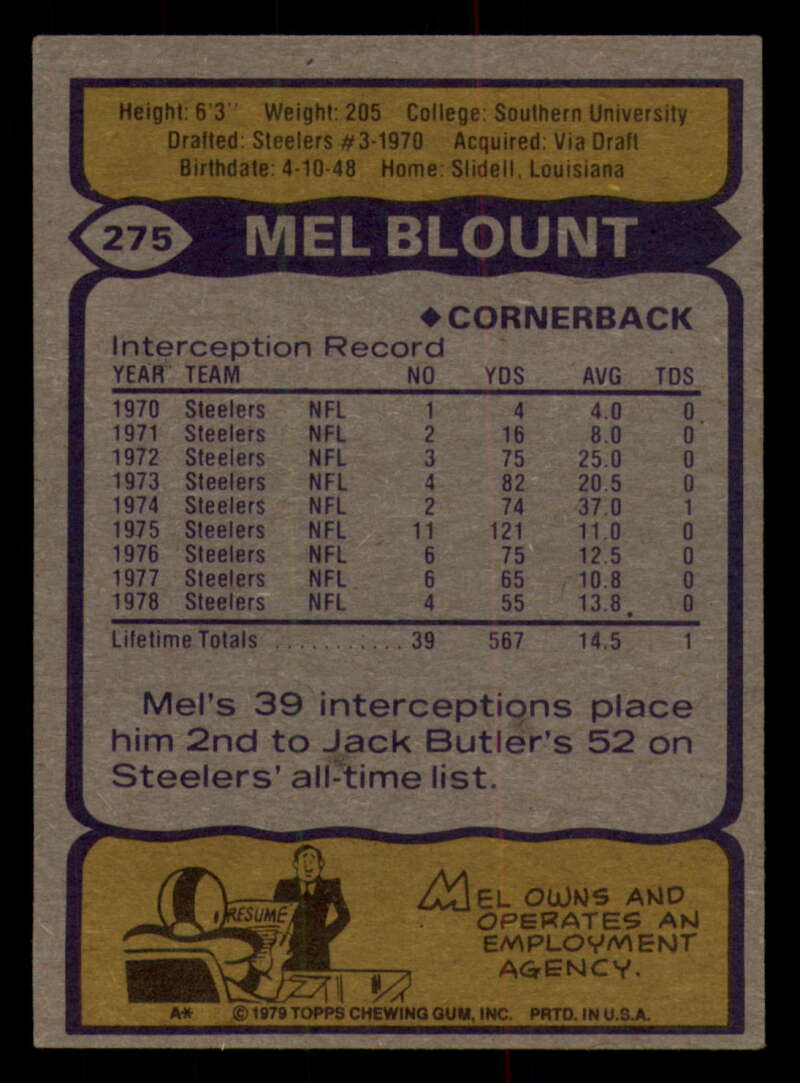 Height: 6'3" Weight: 205 College: Southern University
Drafted: Steelers #3-1970 Acquired: Via Draft
Birthdate: 4-10-48 Home: Slidell, Louisiana
275 MEL BLOUNT
♦CORNERBACK
Interception Record
YEAR TEAM NO YDS AVG TDS
1970 Steelers NFL 1 4 4.0 0
1971 Steelers NFL 2 16 8.0 0
1972 Steelers NFL 3 75 25.0 0
1973 Steelers NFL 4 82 20.5 0
1974 Steelers NFL 2 74 37.0 1
1975 Steelers NFL 11 121 11.0 0
1976 Steelers NFL 6 75 12.5 0
1977 Steelers NFL 6 65 10.8 0
1978 Steelers NFL 4 55 13.8 0
Lifetime Totals ........... 39 567 14.5 1
Mel's 39 interceptions place
him 2nd to Jack Butler's 52 on
Steelers' all-time list.
RESUME
MEL OWNS AND
OPERATES AN
EMPLOYMENT
AGENCY.
A* © 1979 TOPPS CHEWING GUM, INC. PRTD. IN U.S.A.